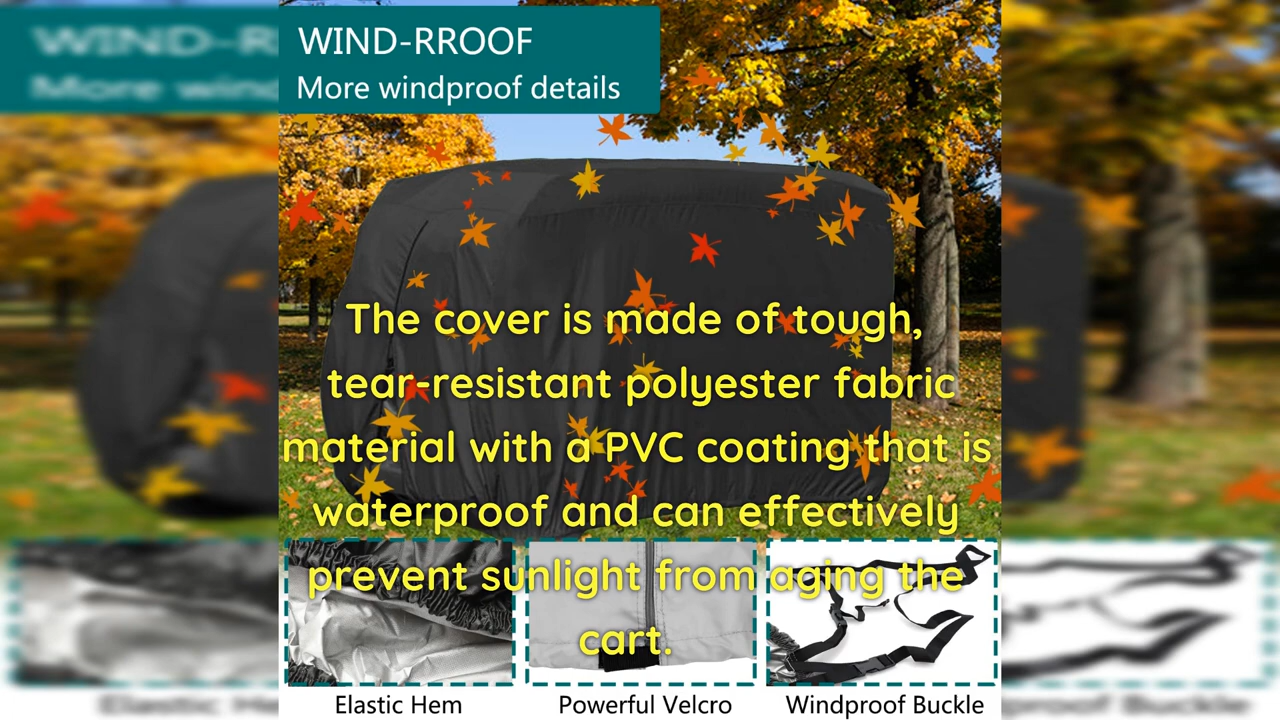 WIND-RROOF
More windproof details
The cover is made of tough,
tear-resistant polyester fabric
material with a PVC coating that is
waterproof and can effectively
prevent sunlight from aging the
cart.
Elastic Hem
Powerful Velcro
Windproof Buckle